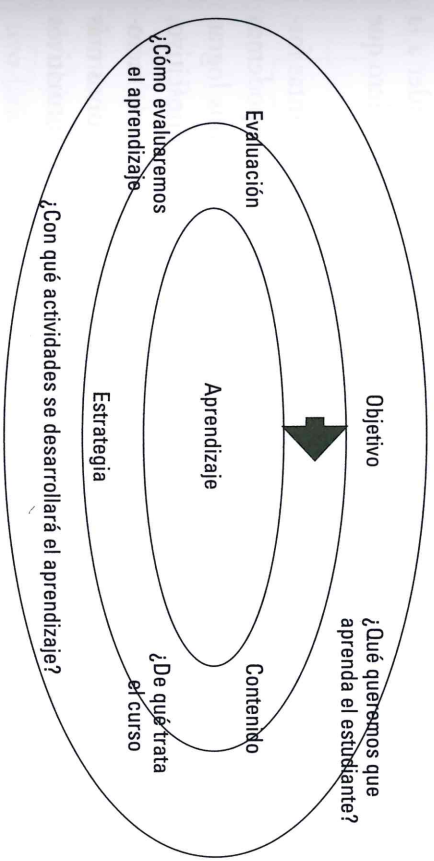 Objetivo
¿Qué queremos que
aprenda el estudiante?
Evaluación
¿Cómo evaluaremos
el aprendizaje
Aprendizaje
Contenido
¿De qué trata
el curso
Estrategia
¿Con qué actividades se desarrollará el aprendizaje?